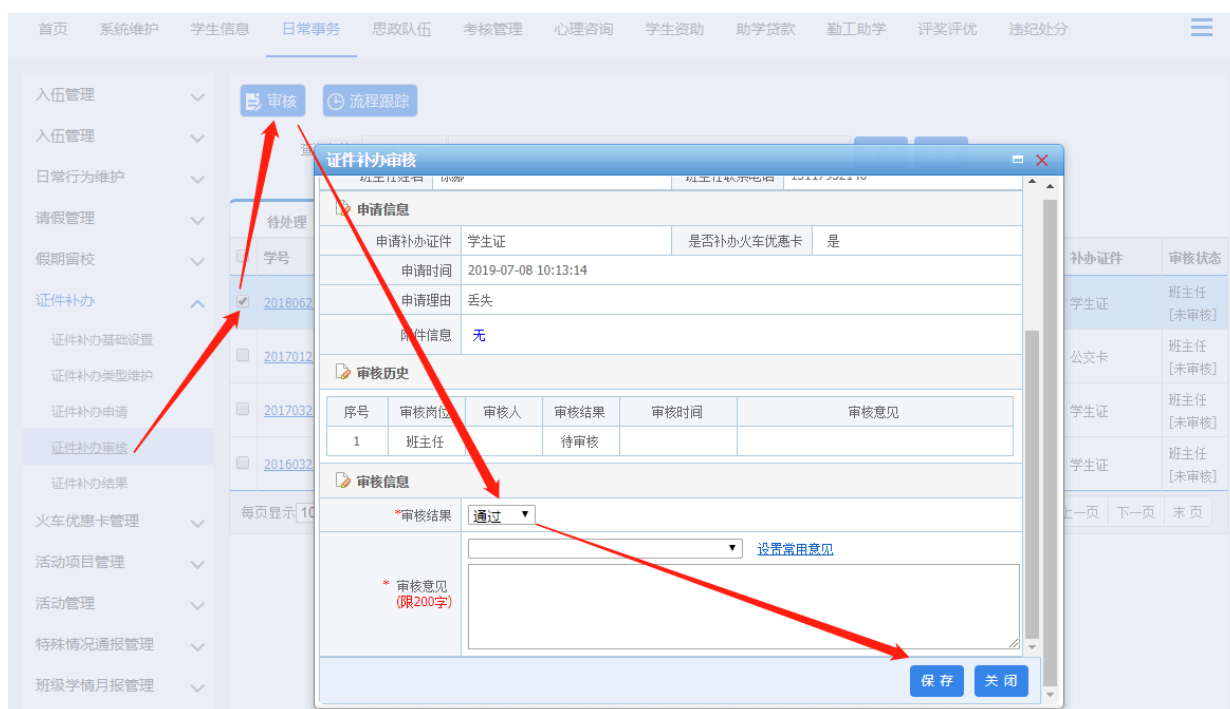 首页 系统维护 学生信息 日常事务 思政队伍 考核管理 心理咨询 学生资助 助学贷款 勤工助学 评奖评优 违纪处分
入伍管理
入伍管理
日常行为维护
请假管理
假期留校
证件补办
证件补办基础设置
证件补办类型维护
证件补办申请
证件补办审核
证件补办结果
火车优惠卡管理
活动项目管理
活动管理
特殊情况通报管理
班级学情月报管理
审核 流程跟踪
待处理
学号 补办证件 审核状态
2018062 学生证 班主任
[未审核]
2017012 公交卡 班主任
[未审核]
2017032 学生证 班主任
[未审核]
2016032 学生证 班主任
[未审核]
每页显示 10 上一页 下一页 末页
证件补办审核
班主任姓名 班主任联系电话
申请信息
申请补办证件 学生证 是否补办火车优惠卡 是
申请时间 2019-07-08 10:13:14
申请理由 丢失
附件信息 无
审核历史
序号 审核岗位 审核人 审核结果 审核时间 审核意见
1 班主任 待审核
审核信息
*审核结果 通过
设置常用意见
* 审核意见
(限200字)
保存 关闭